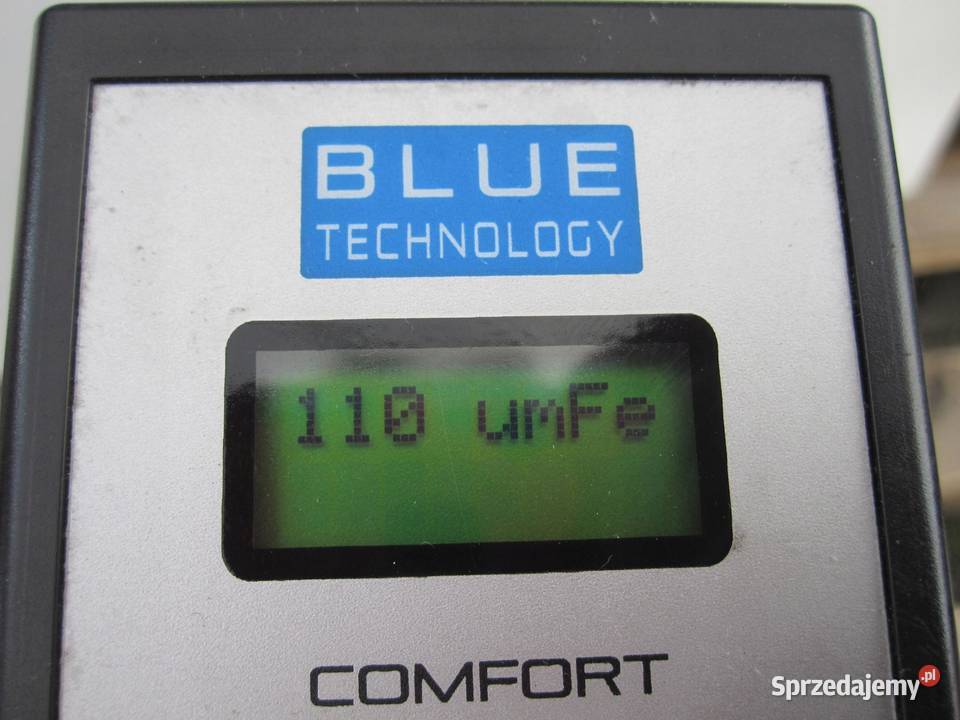 BLUE
TECHNOLOGY
110 umFe
COMFORT
Sprzedajemy.pl